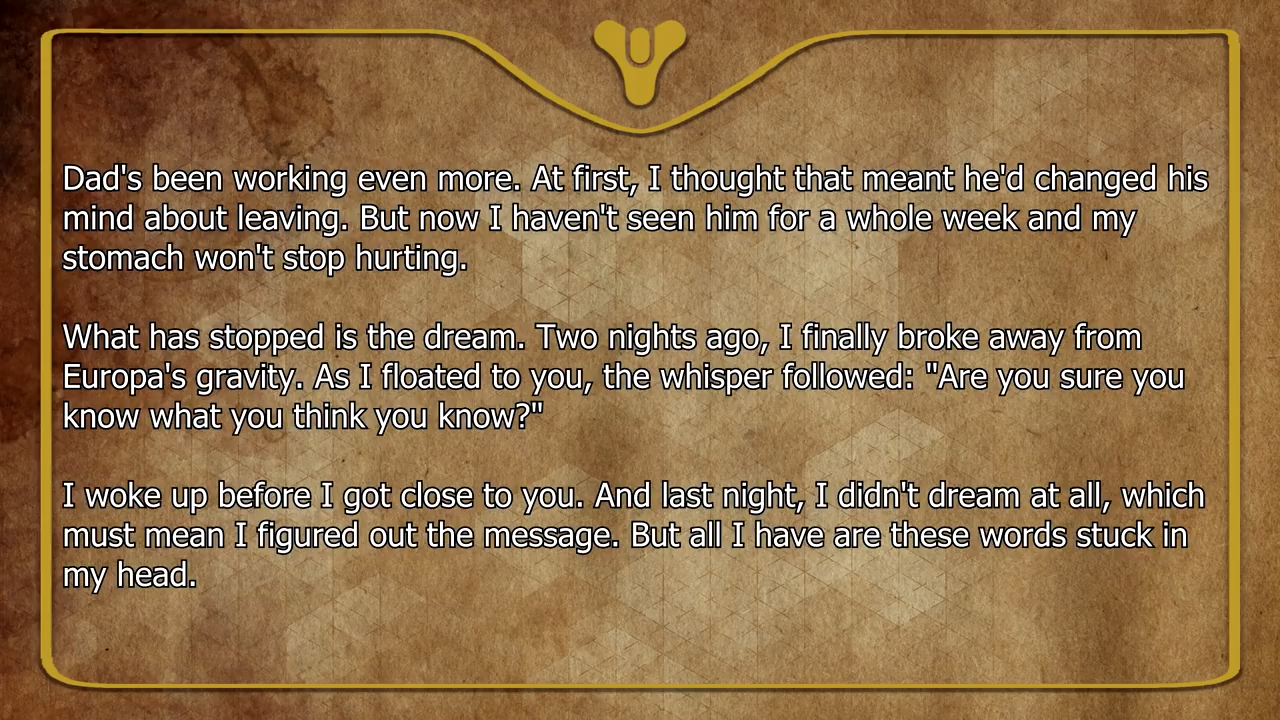 Dad's been working even more. At first, I thought that meant he'd changed his
mind about leaving. But now I haven't seen him for a whole week and my
stomach won't stop hurting.
What has stopped is the dream. Two nights ago, I finally broke away from
Europa's gravity. As I floated to you, the whisper followed: "Are you sure you
know what you think you know?"
I woke up before I got close to you. And last night, I didn't dream at all, which
must mean I figured out the message. But all I have are these words stuck in
my head.